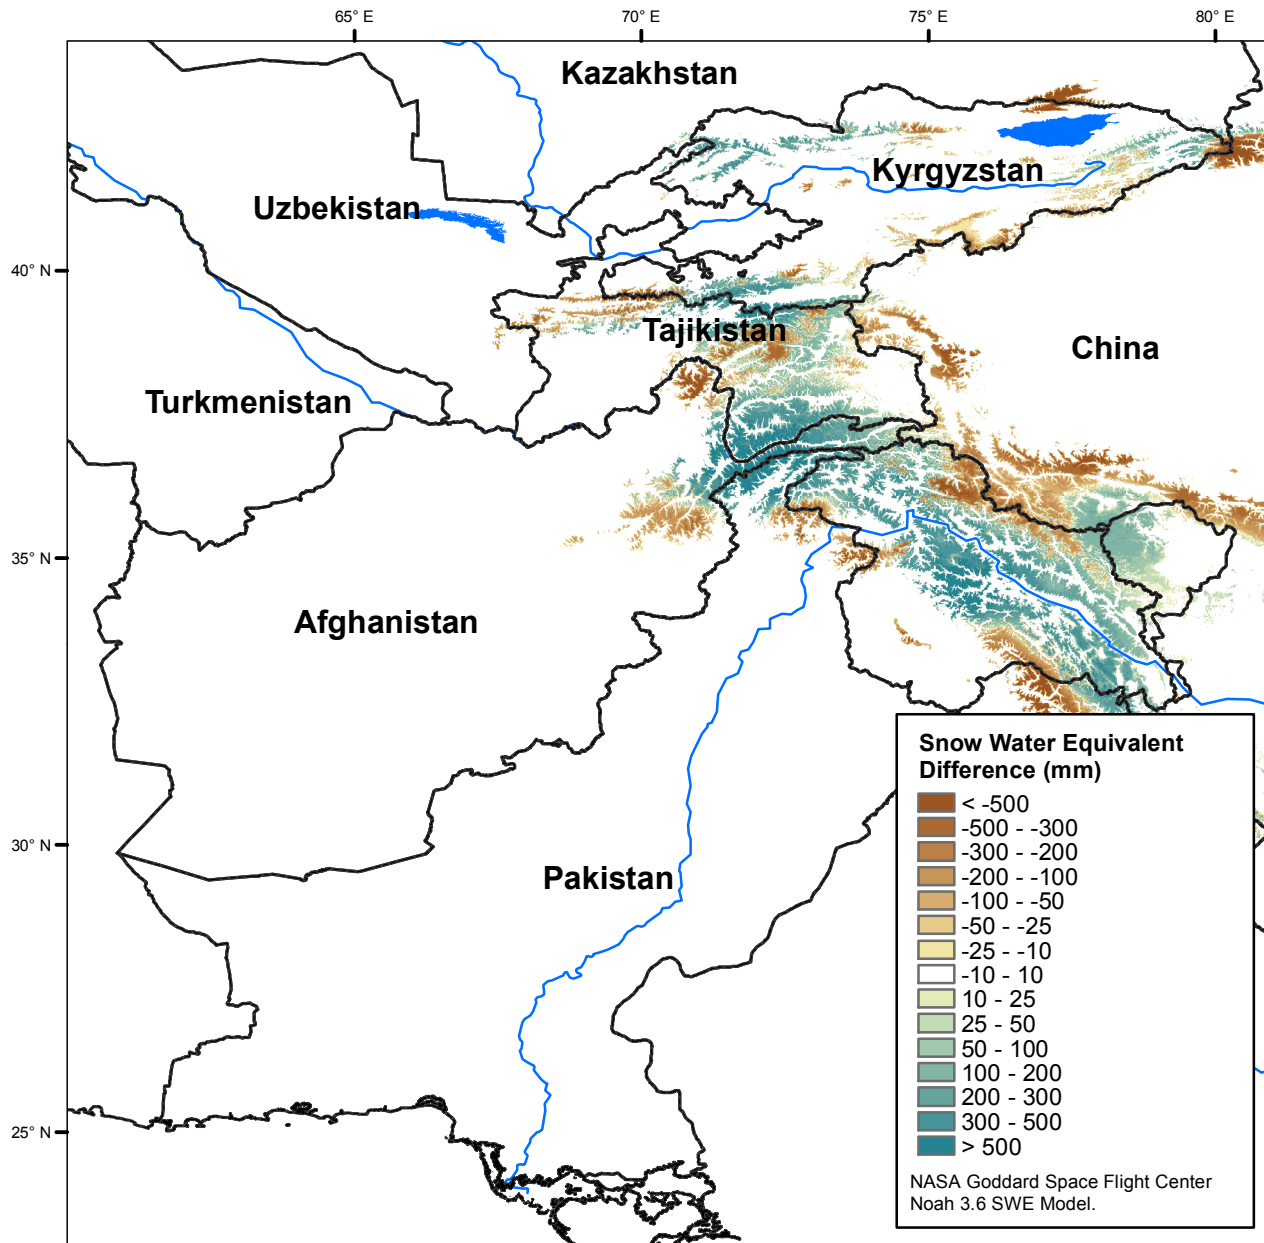 65° E
70° E
75° E
80° E
Kazakhstan
Kyrgyzstan
Uzbekistan
40° N
Tajikistan
China
Turkmenistan
35° N
Afghanistan
Snow Water Equivalent
Difference (mm)
< -500
-500 - -300
-300 - -200
-200 - -100
-100 - -50
-50 - -25
-25 - -10
-10 - 10
10 - 25
25 - 50
50 - 100
100 - 200
200 - 300
300 - 500
> 500
30° N
Pakistan
25° N
NASA Goddard Space Flight Center
Noah 3.6 SWE Model.